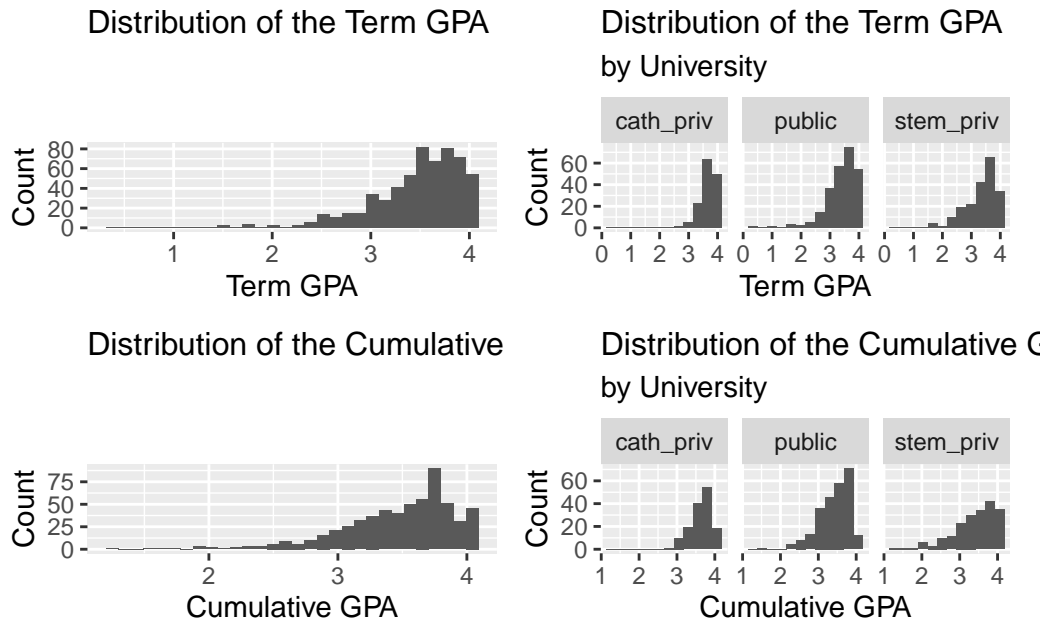 Distribution of the Term GPA
80
60
40
20
0
Count
1 2 3 4
Term GPA
Distribution of the Term GPA
by University
cath_priv public stem_priv
60
40
20
0
Count
0 1 2 3 4 0 1 2 3 4 0 1 2 3 4
Term GPA
Distribution of the Cumulative
75
50
25
0
Count
2 3 4
Cumulative GPA
Distribution of the Cumulative G
by University
cath_priv public stem_priv
60
40
20
0
Count
1 2 3 4 1 2 3 4 1 2 3 4
Cumulative GPA